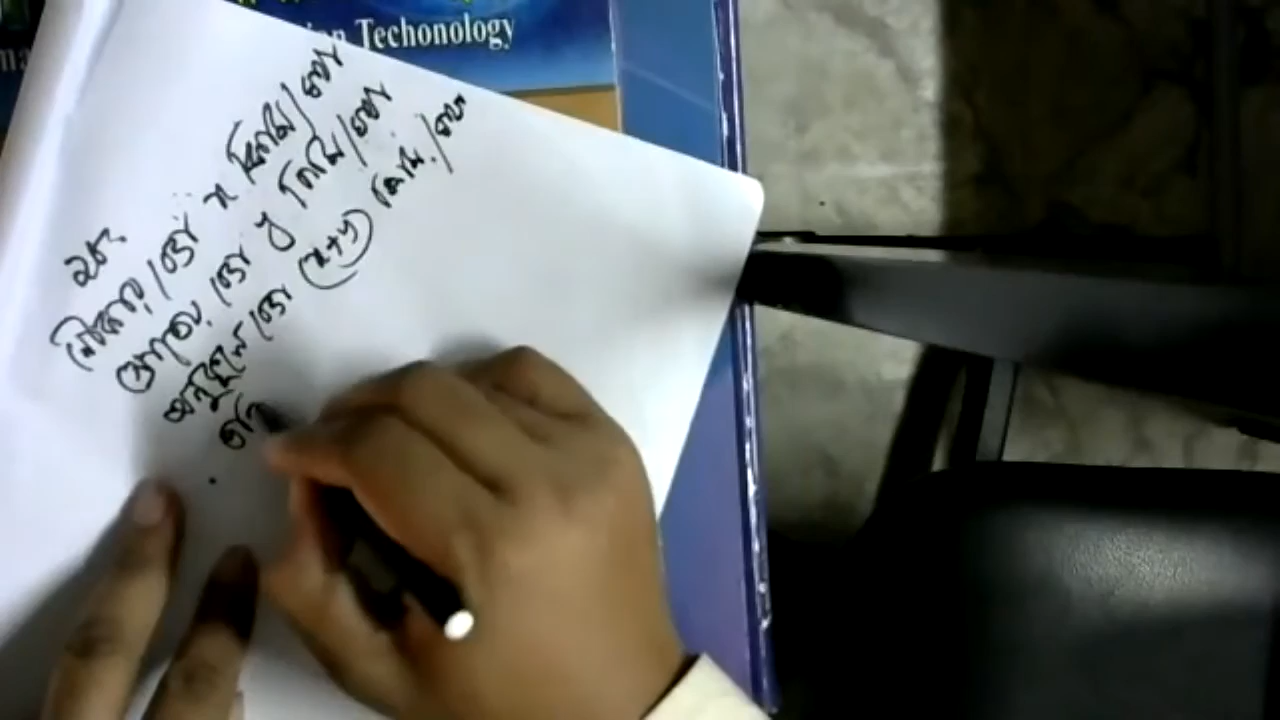 Techonology
ধরি,
নৌকার বেগ x কিমি/ঘণ্টা
স্রোতের বেগ y কিমি/ঘণ্টা
অনুকূলে বেগ (x+y) কিমি/ঘণ্টা